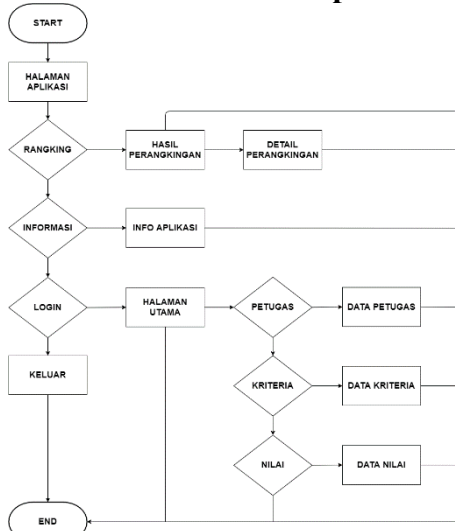 START
HALAMAN
APLIKASI
RANGKING
HASIL
PERANGKINGAN
DETAIL
PERANGKINGAN
INFORMASI
INFO APLIKASI
LOGIN
HALAMAN
UTAMA
PETUGAS
DATA PETUGAS
KELUAR
KRITERIA
DATA KRITERIA
NILAI
DATA NILAI
END